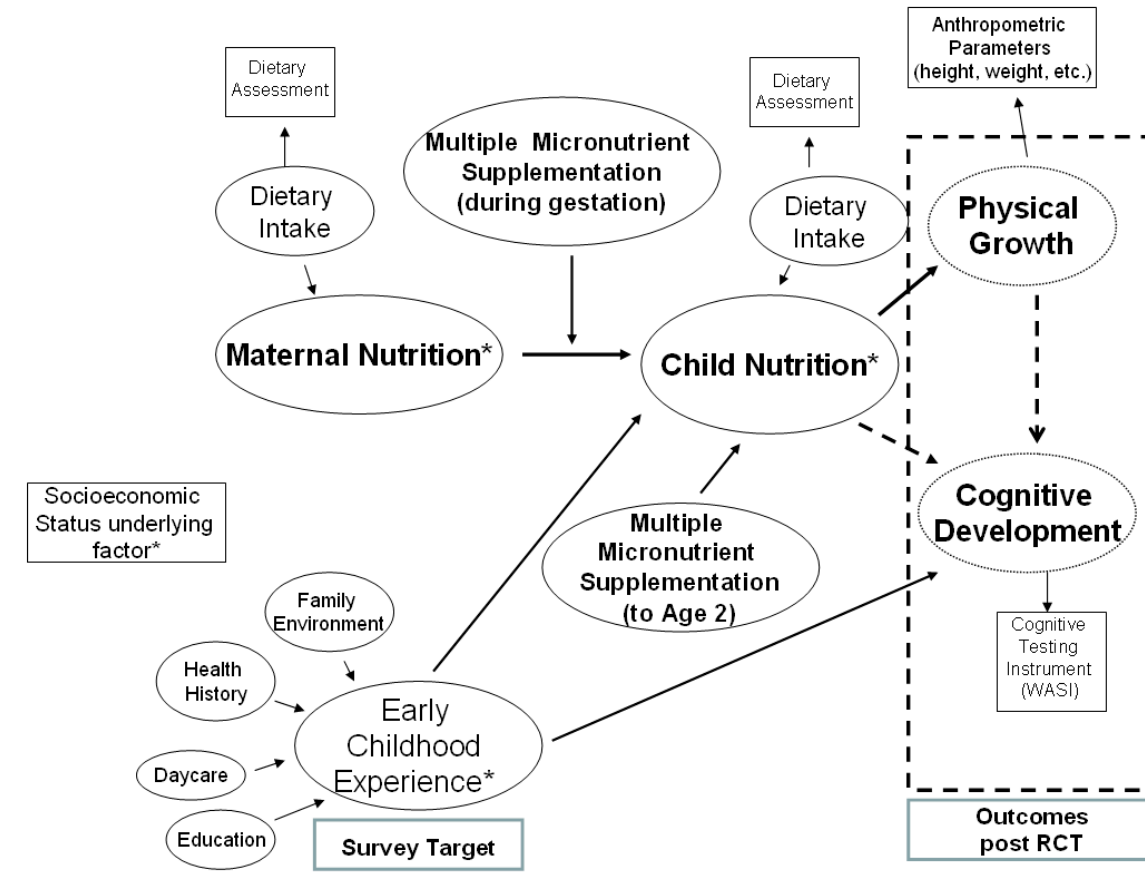 Anthropometric
Parameters
(height, weight, etc.)
Dietary
Assessment
Dietary
Assessment
Multiple Micronutrient
Supplementation
(during gestation)
Dietary
Intake
Dietary
Intake
Physical
Growth
Maternal Nutrition*
Child Nutrition*
Socioeconomic
Status underlying
factor*
Multiple
Micronutrient
Supplementation
(to Age 2)
Cognitive
Development
Family
Environment
Cognitive
Testing
Instrument
(WASI)
Health
History
Early
Childhood
Experience*
Daycare
Education
Survey Target
Outcomes
post RCT